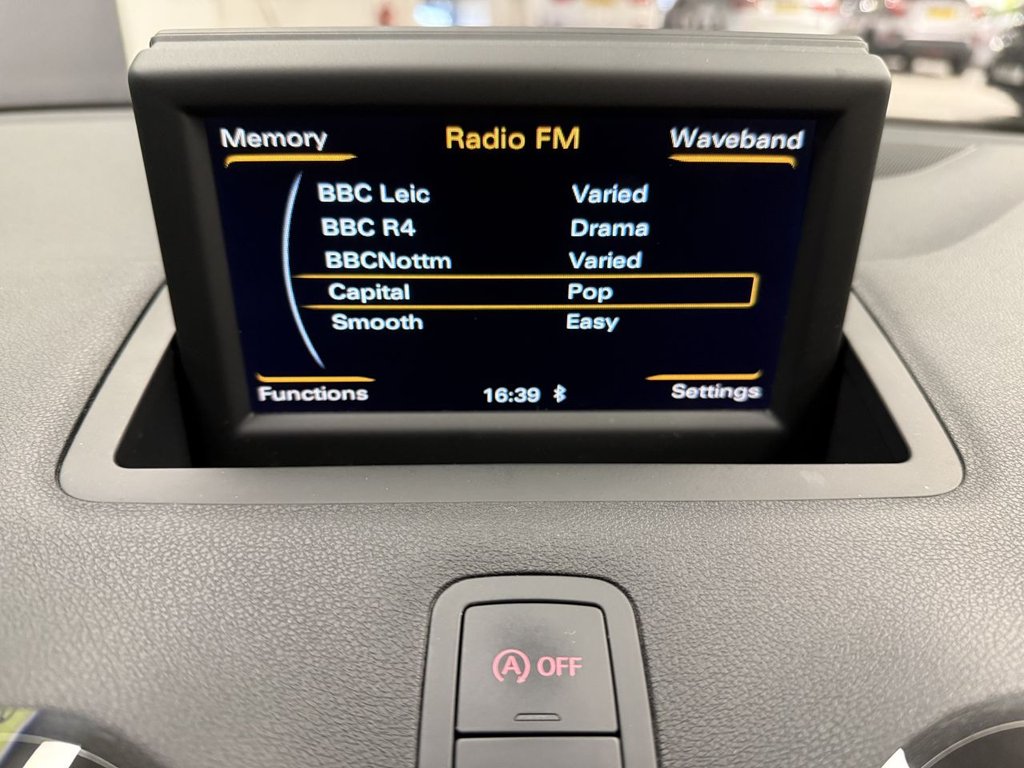 Memory Radio FM Waveband
BBC Leic Varied
BBC R4 Drama
BBCNottm Varied
Capital Pop
Smooth Easy
Functions 16:39 Settings
A OFF